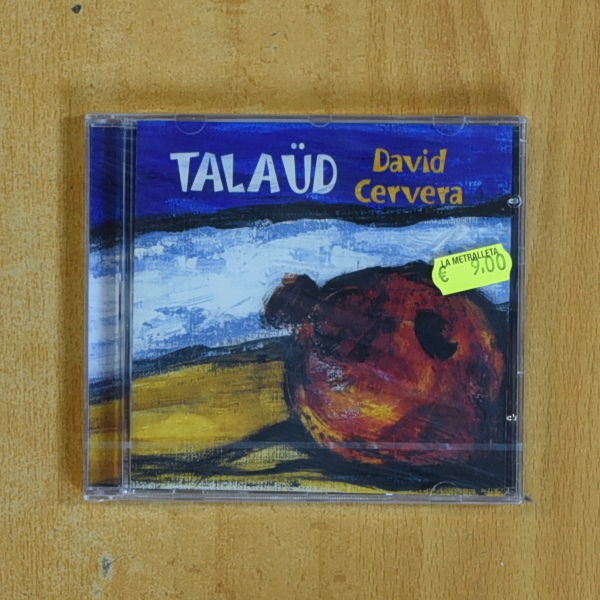 TALAÜD
David
Cervera
LA METRALLETA
€ 9.00